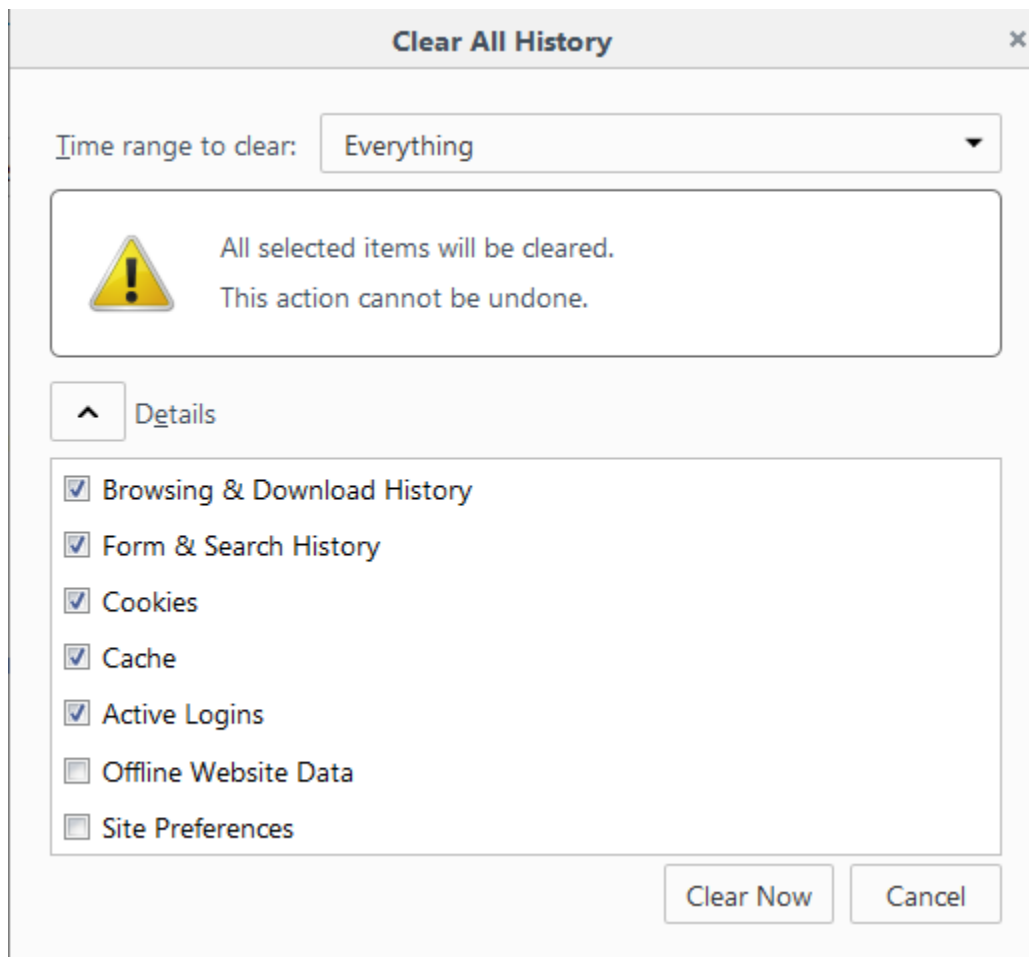 Clear All History
Time range to clear: Everything
All selected items will be cleared.
This action cannot be undone.
Details
Browsing & Download History
Form & Search History
Cookies
Cache
Active Logins
Offline Website Data
Site Preferences
Clear Now Cancel